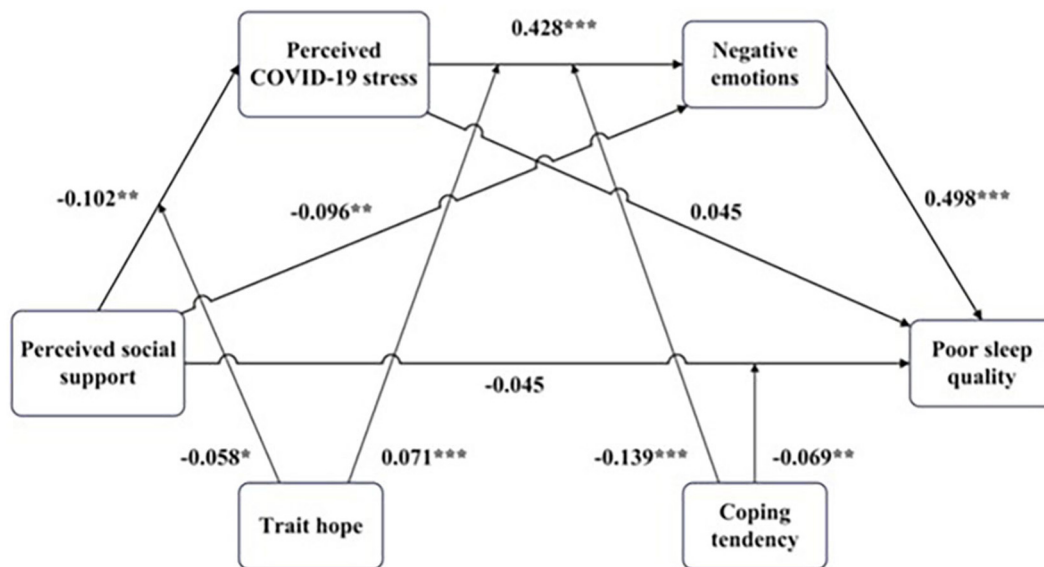 0.428***
Perceived
COVID-19 stress
Negative
emotions
-0.102**
-0.096**
0.045
0.498***
Perceived social
support
-0.045
Poor sleep
quality
-0.058*
0.071***
-0.139***
-0.069**
Trait hope
Coping
tendency